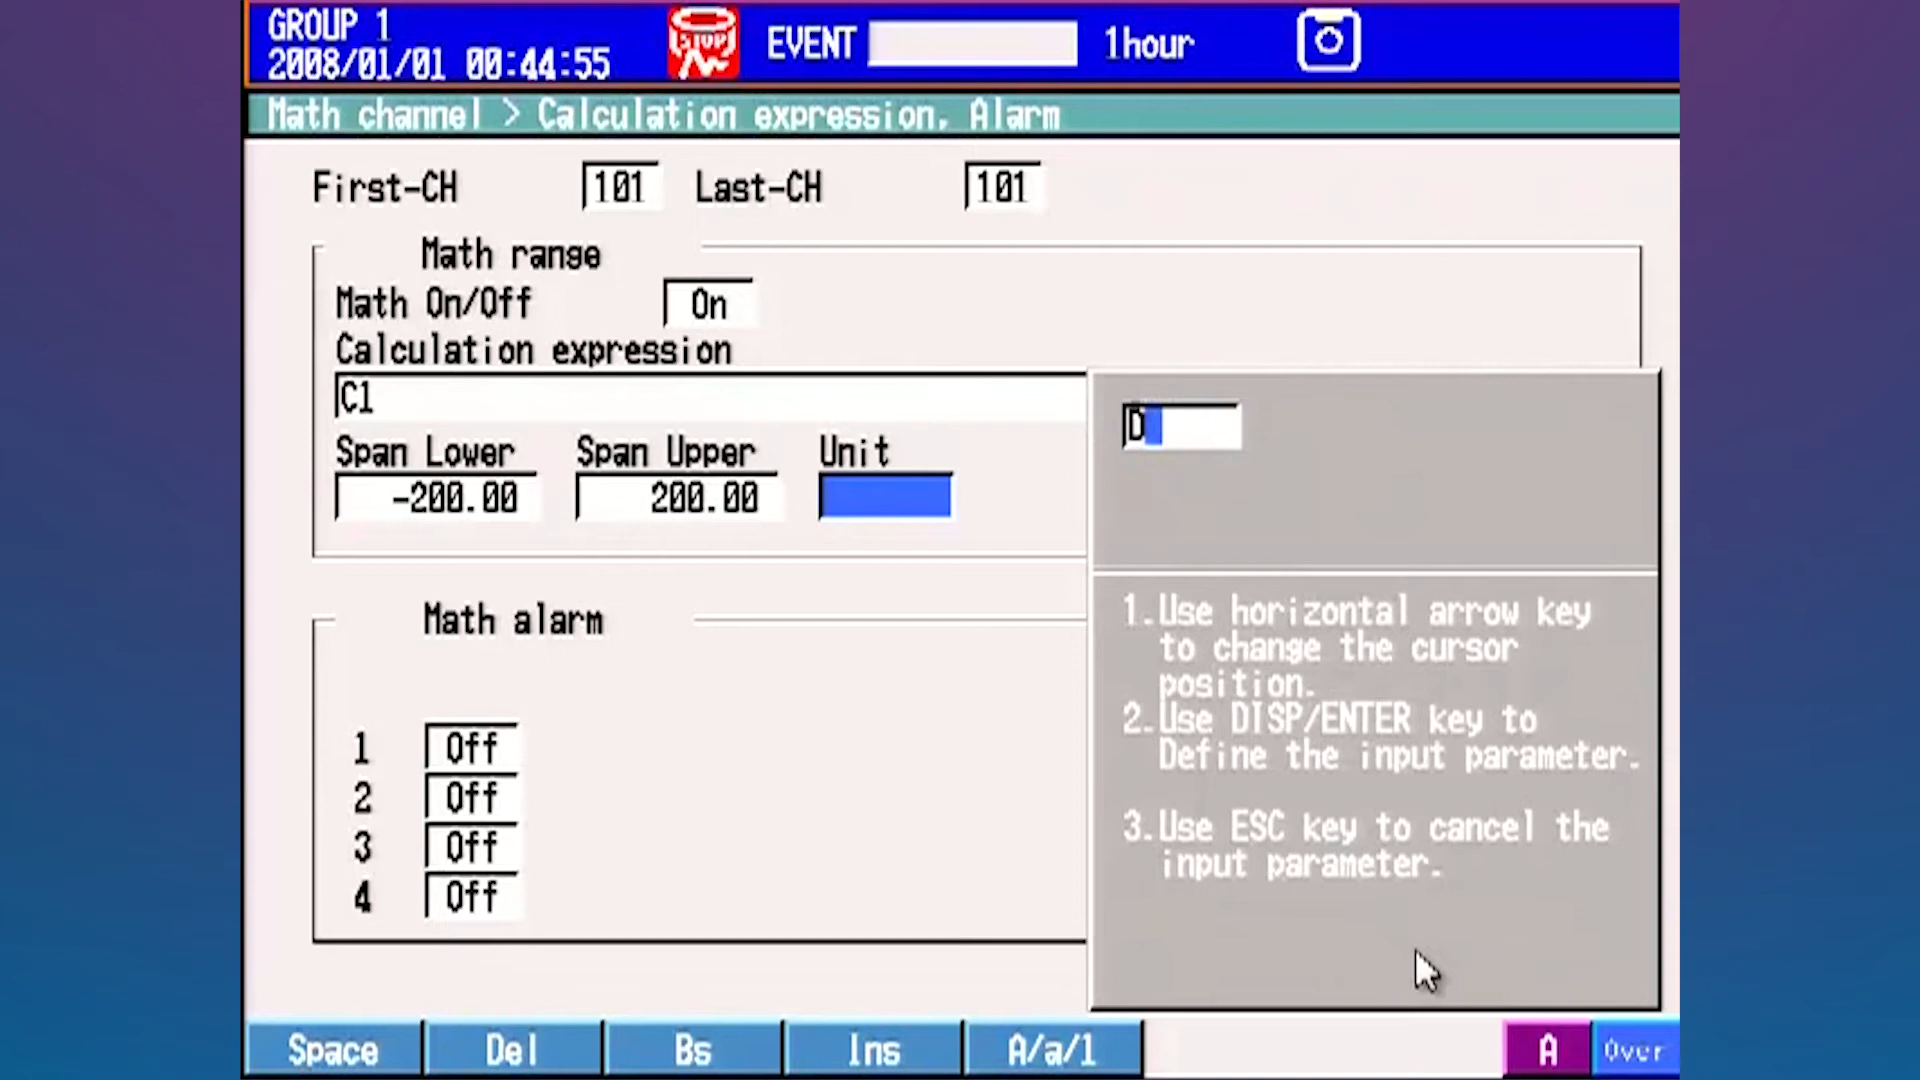 GROUP 1
2008/01/01 00:44:55
STOP
EVENT
1hour
Math channel > Calculation expression, Alarm
First-CH 101 Last-CH 101
Math range
Math On/Off On
Calculation expression
C1
D
Span Lower Span Upper Unit
-200.00 200.00
1.Use horizontal arrow key
to change the cursor
position.
2.Use DISP/ENTER key to
Define the input parameter.
3.Use ESC key to cancel the
input parameter.
Math alarm
1 Off
2 Off
3 Off
4 Off
Space Del Bs Ins A/a/1 A Over